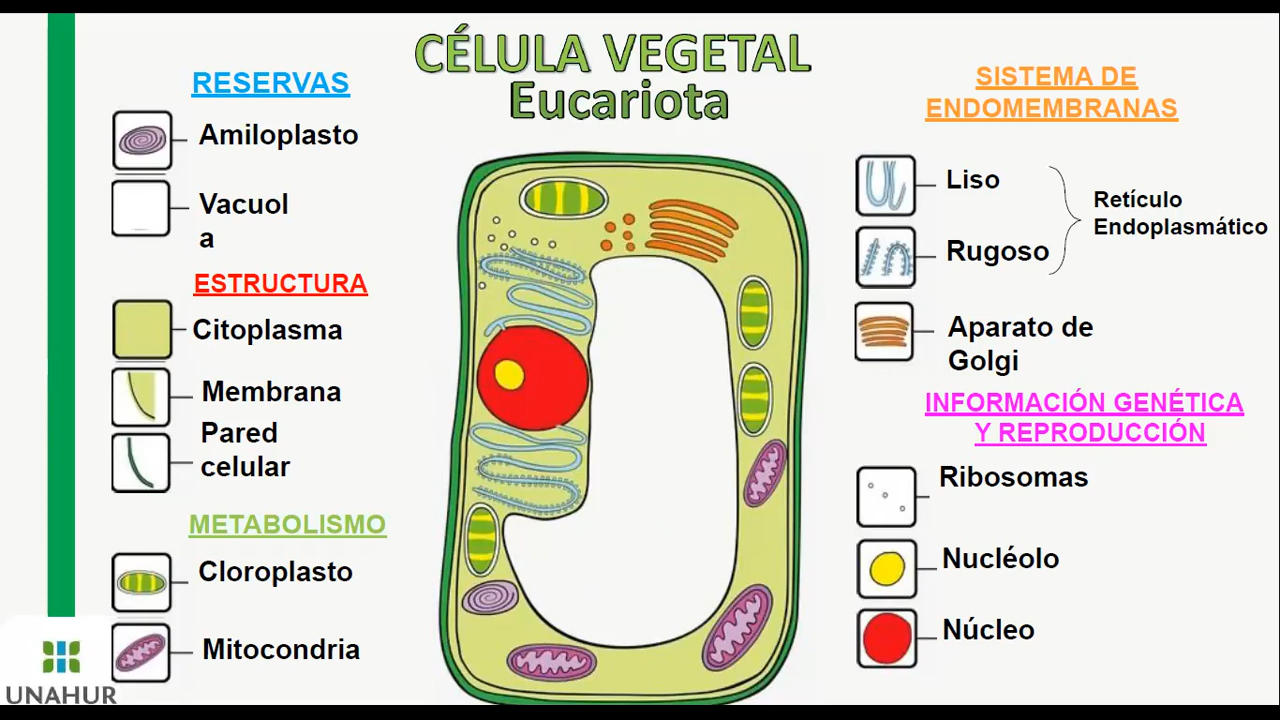 CÉLULA VEGETAL
Eucariota
RESERVAS
Amiloplasto
Vacuol
a
ESTRUCTURA
Citoplasma
Membrana
Pared
celular
METABOLISMO
Cloroplasto
Mitocondria
UNAHUR
SISTEMA DE
ENDOMEMBRANAS
Liso
Rugoso
Retículo
Endoplasmático
Aparato de
Golgi
INFORMACIÓN GENÉTICA
Y REPRODUCCIÓN
Ribosomas
Nucléolo
Núcleo